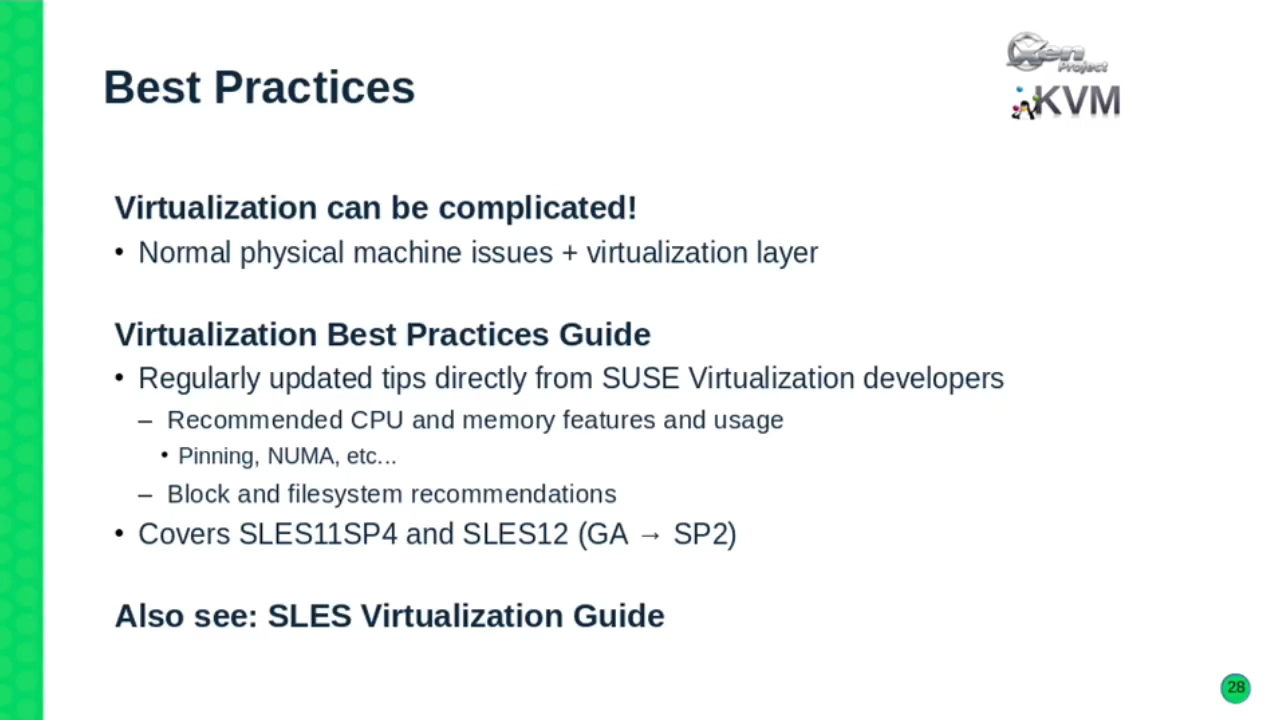 Xen
Project
KVM
Best Practices
Virtualization can be complicated!
• Normal physical machine issues + virtualization layer
Virtualization Best Practices Guide
• Regularly updated tips directly from SUSE Virtualization developers
– Recommended CPU and memory features and usage
• Pinning, NUMA, etc...
– Block and filesystem recommendations
• Covers SLES11SP4 and SLES12 (GA → SP2)
Also see: SLES Virtualization Guide
28